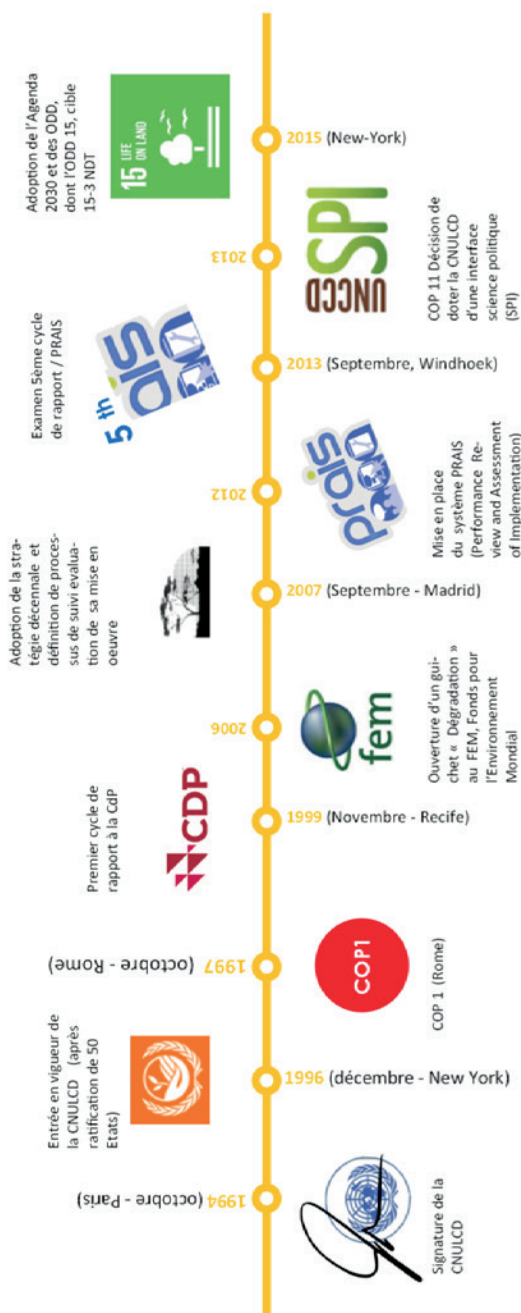 1994 (octobre - Paris)
Signature de la
CNULCD
Entrée en vigueur de
la CNULCD (après
ratification de 50
Etats)
1996 (décembre - New York)
1997 (octobre - Rome)
COP1
COP 1 (Rome)
Premier cycle de
rapport à la CdP
CDP
1999 (Novembre - Recife)
2006
fem
Ouverture d'un gui-
chet « Dégradation »
au FEM, Fonds pour
l'Environnement
Mondial
Adoption de la stra-
tégie décennale et
définition de proces-
sus de suivi evalua-
tion de sa mise en
oeuvre
2007 (Septembre - Madrid)
2012
Prais
Mise en place
du système PRAIS
(Performance Re-
view and Assessment
of Implementation)
Examen 5ème cycle
de rapport / PRAIS
5 th
ais
2013 (Septembre, Windhoek)
2013
UNCCD SPI
COP 11 Décision de
doter la CNULCD
d'une interface
science politique
(SPI)
Adoption de l'Agenda
2030 et des ODD,
dont l'ODD 15, cible
15-3 NDT
15 LIFE
ON LAND
2015 (New-York)